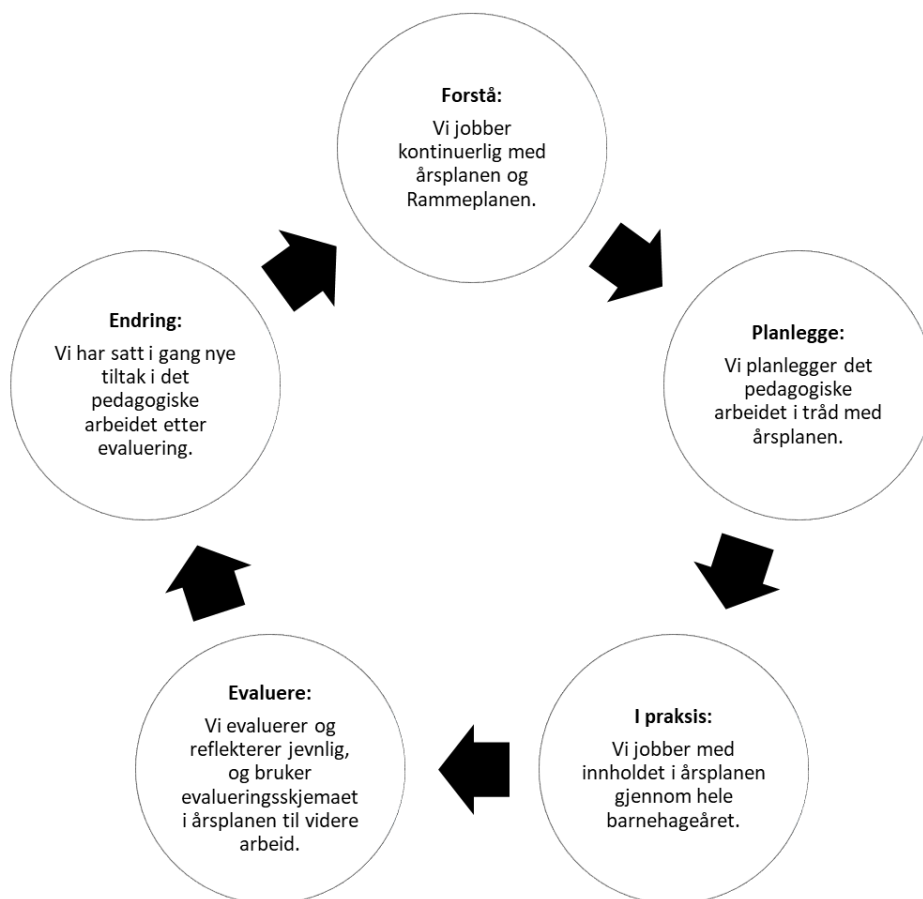 Forstå:
Vi jobber
kontinuerlig med
årsplanen og
Rammeplanen.
Planlegge:
Vi planlegger det
pedagogiske
arbeidet i tråd med
årsplanen.
I praksis:
Vi jobber med
innholdet i årsplanen
gjennom hele
barnehageåret.
Evaluere:
Vi evaluerer og
reflekterer jevnlig,
og bruker
evalueringsskjemaet
i årsplanen til videre
arbeid.
Endring:
Vi har satt i gang nye
tiltak i det
pedagogiske
arbeidet etter
evaluering.